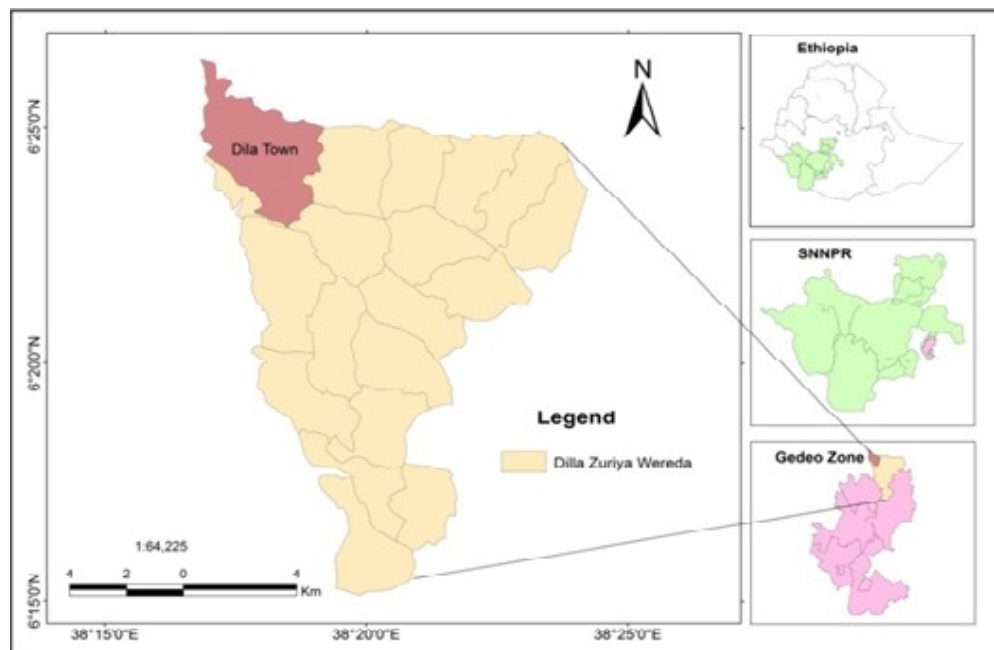 N
Dila Town
Legend
Dilla Zuriya Wereda
1:64,225
4 2 0 4
Km
6°25'0"N
6°20'0"N
6°15'0"N
38°15'0"E 38°20'0"E 38°25'0"E
Ethiopia
SNNPR
Gedeo Zone